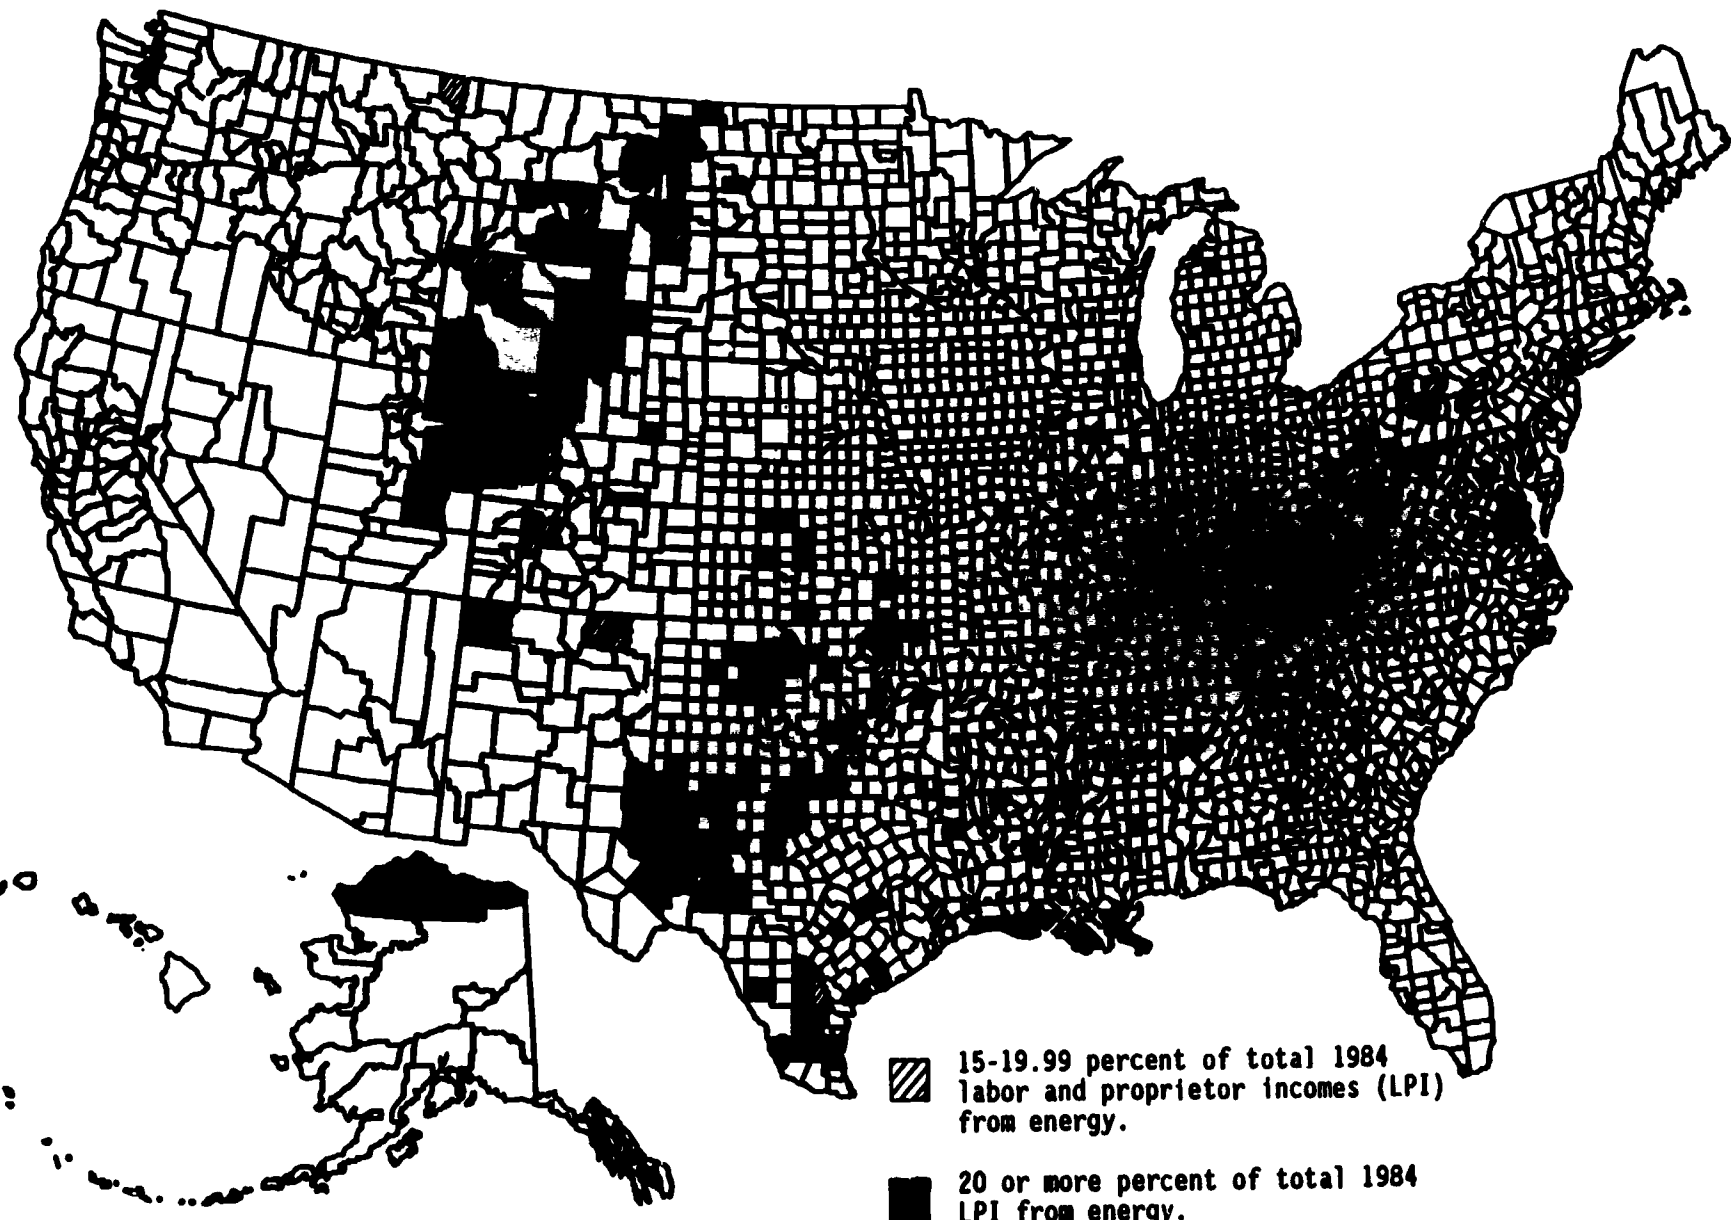 15-19.99 percent of total 1984
labor and proprietor incomes (LPI)
from energy.
20 or more percent of total 1984
LPI from energy.